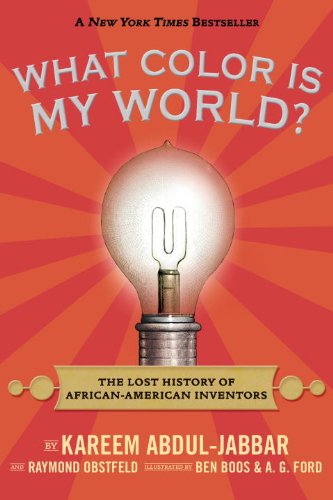 A NEW YORK TIMES BESTSELLER
WHAT COLOR IS
MY WORLD?
THE LOST HISTORY OF
AFRICAN-AMERICAN INVENTORS
BY KAREEM ABDUL-JABBAR
AND RAYMOND OBSTFELD ILLUSTRATED BY BEN BOOS & A. G. FORD